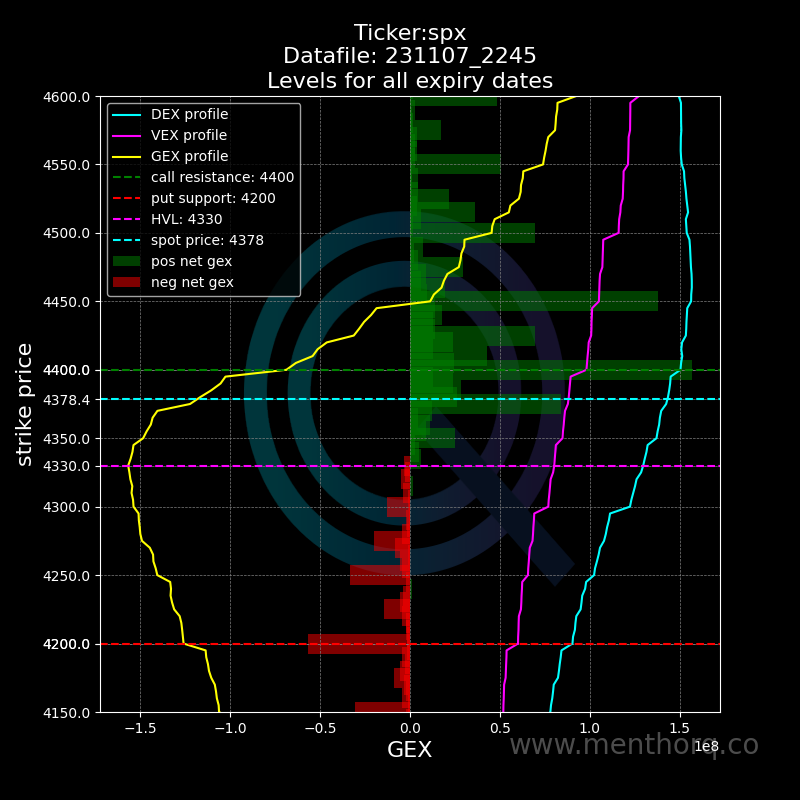 Ticker:spx
Datafile: 231107_2245
Levels for all expiry dates
DEX profile
VEX profile
GEX profile
call resistance: 4400
put support: 4200
HVL: 4330
spot price: 4378
pos net gex
neg net gex
strike price
4600.0
4550.0
4500.0
4450.0
4400.0
4378.4
4350.0
4330.0
4300.0
4250.0
4200.0
4150.0
−1.5 −1.0 −0.5 0.0 0.5 1.0 1.5
1e8
GEX
www.menthorq.co